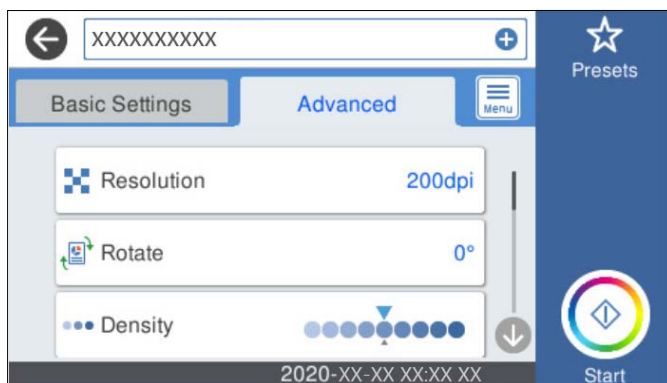 XXXXXXXXXX
Presets
Basic Settings
Advanced
Menu
Resolution
200dpi
Rotate
0°
Density
2020-XX-XX XX:XX XX
Start